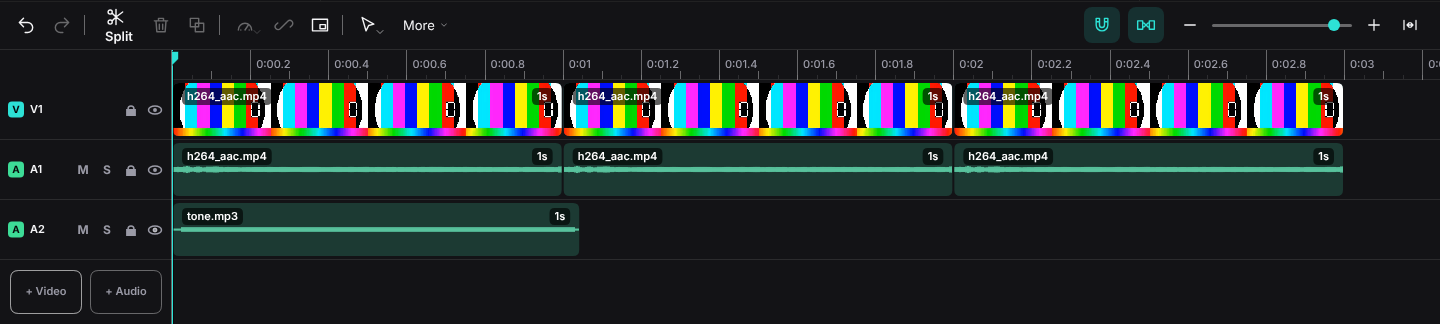 Split
More
0:00.2 0:00.4 0:00.6 0:00.8 0:01 0:01.2 0:01.4 0:01.6 0:01.8 0:02 0:02.2 0:02.4 0:02.6 0:02.8 0:03
V V1 h264_aac.mp4 1s h264_aac.mp4 1s h264_aac.mp4 1s
A A1 M S h264_aac.mp4 1s h264_aac.mp4 1s h264_aac.mp4 1s
A A2 M S tone.mp3 1s
+ Video + Audio